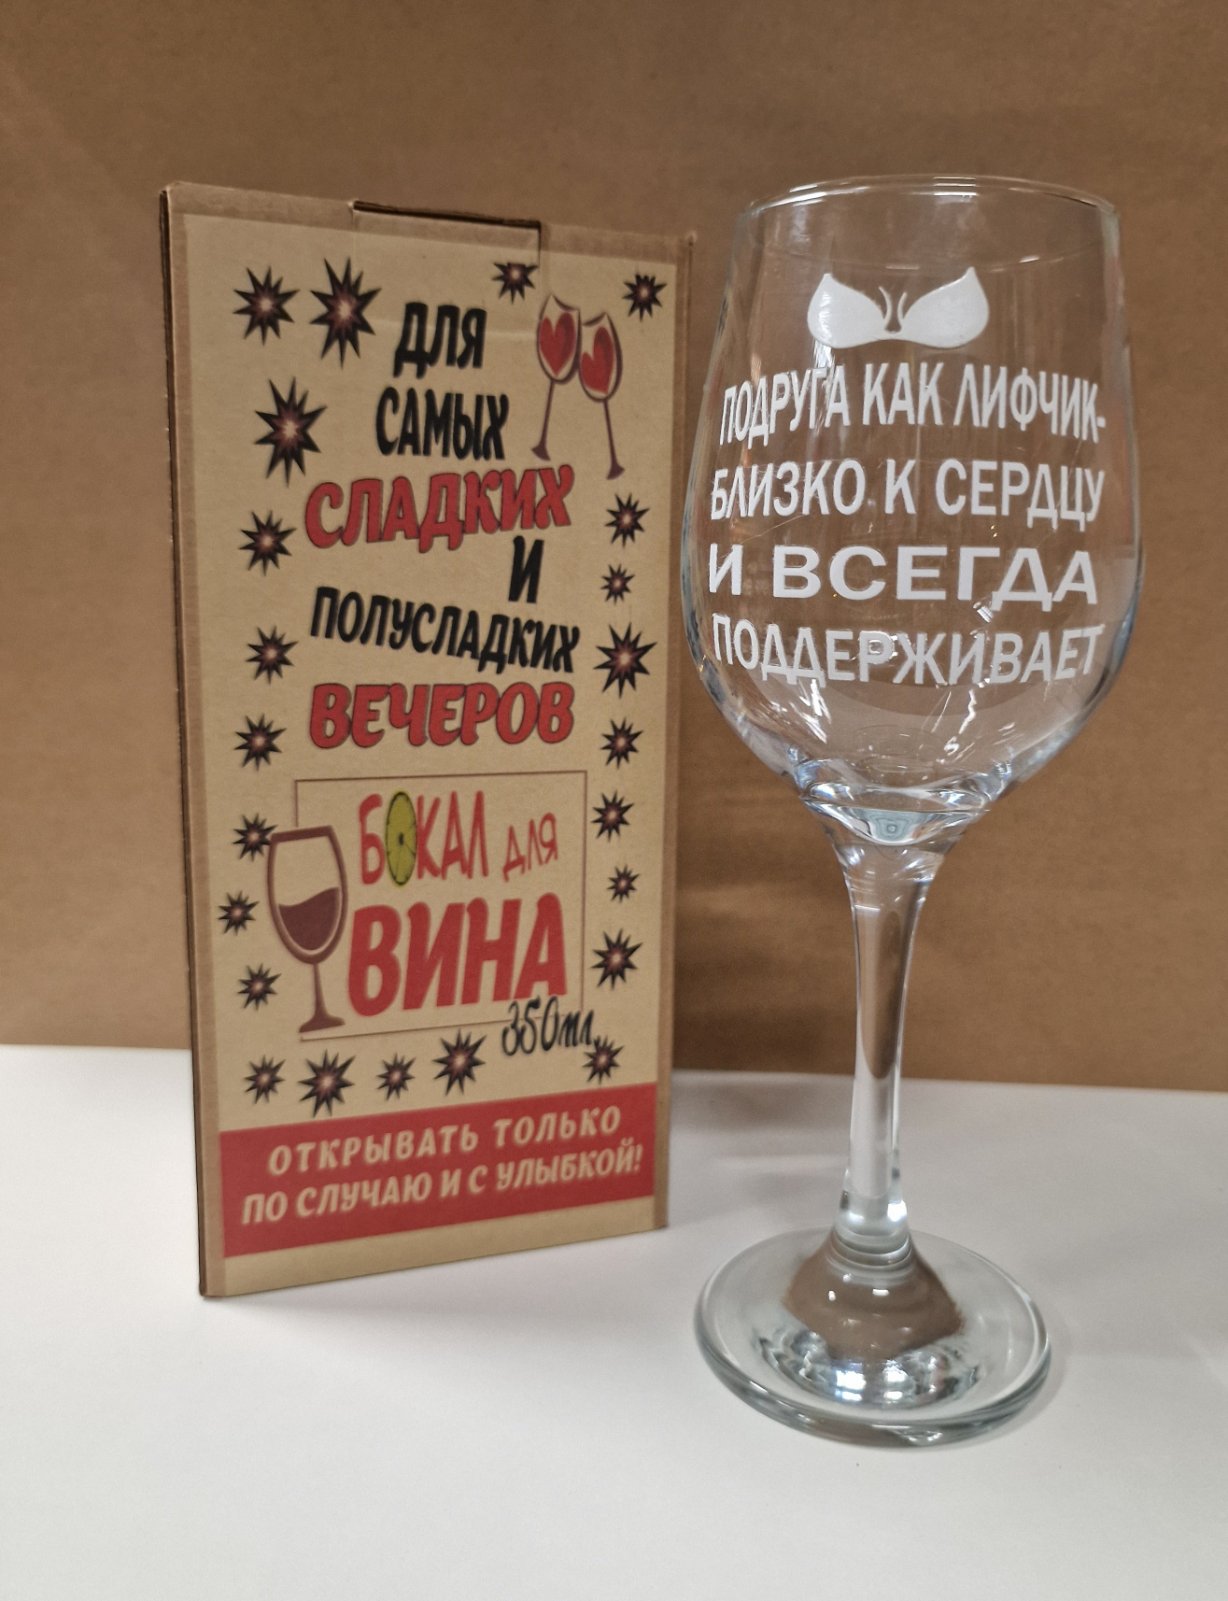 ДЛЯ
САМЫХ
СЛАДКИХ
И
ПОЛУСЛАДКИХ
ВЕЧЕРОВ
БОКАЛ ДЛЯ
ВИНА
350мл.
ОТКРЫВАТЬ ТОЛЬКО
ПО СЛУЧАЮ И С УЛЫБКОЙ!
ПОДРУГА КАК ЛИФЧИК-
БЛИЗКО К СЕРДЦУ
И ВСЕГДА
ПОДДЕРЖИВАЕТ